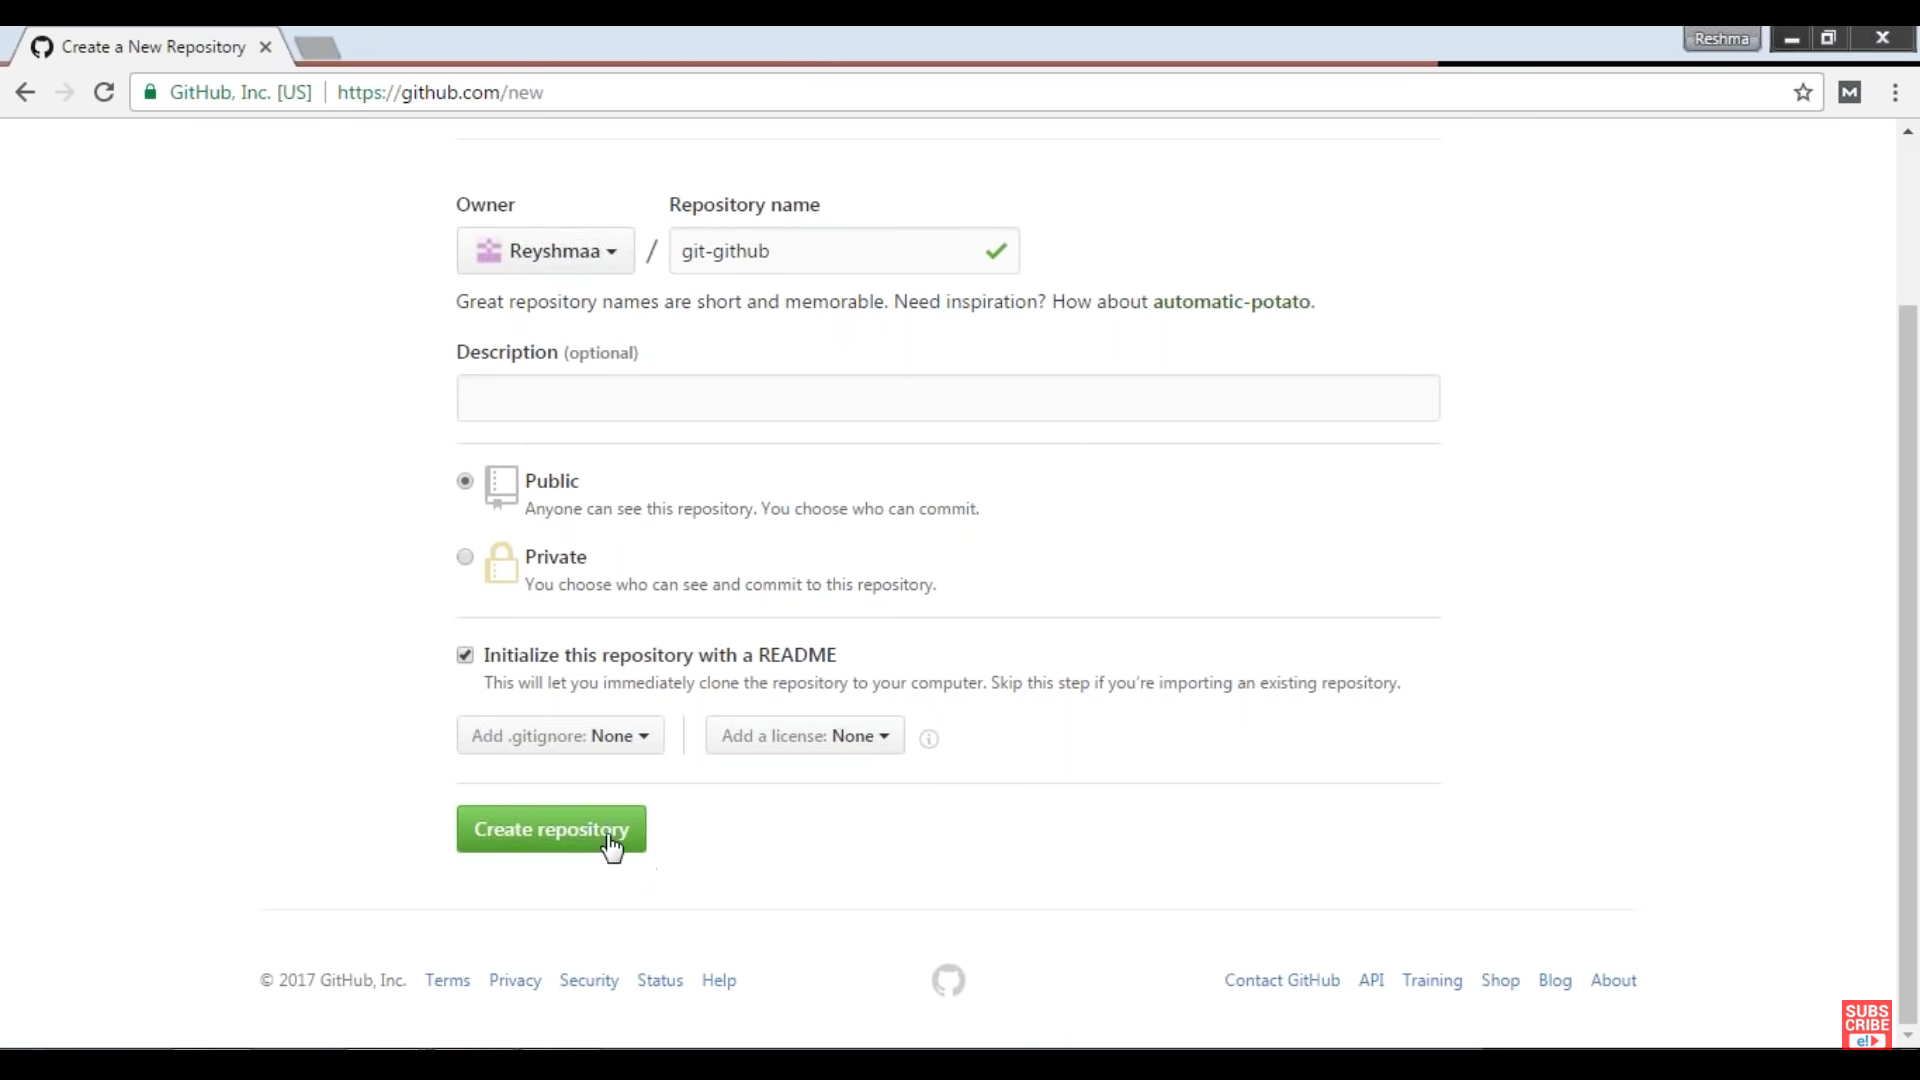 Create a New Repository
Reshma
GitHub, Inc. [US] https://github.com/new
Owner
Repository name
Reyshmaa / git-github
Great repository names are short and memorable. Need inspiration? How about automatic-potato.
Description (optional)
Public
Anyone can see this repository. You choose who can commit.
Private
You choose who can see and commit to this repository.
Initialize this repository with a README
This will let you immediately clone the repository to your computer. Skip this step if you're importing an existing repository.
Add .gitignore: None
Add a license: None
Create repository
© 2017 GitHub, Inc. Terms Privacy Security Status Help
Contact GitHub API Training Shop Blog About
SUBS
CRIBE
e!